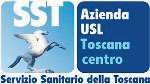 SST
Azienda
USL
Toscana
centro
Servizio Sanitario della Toscana